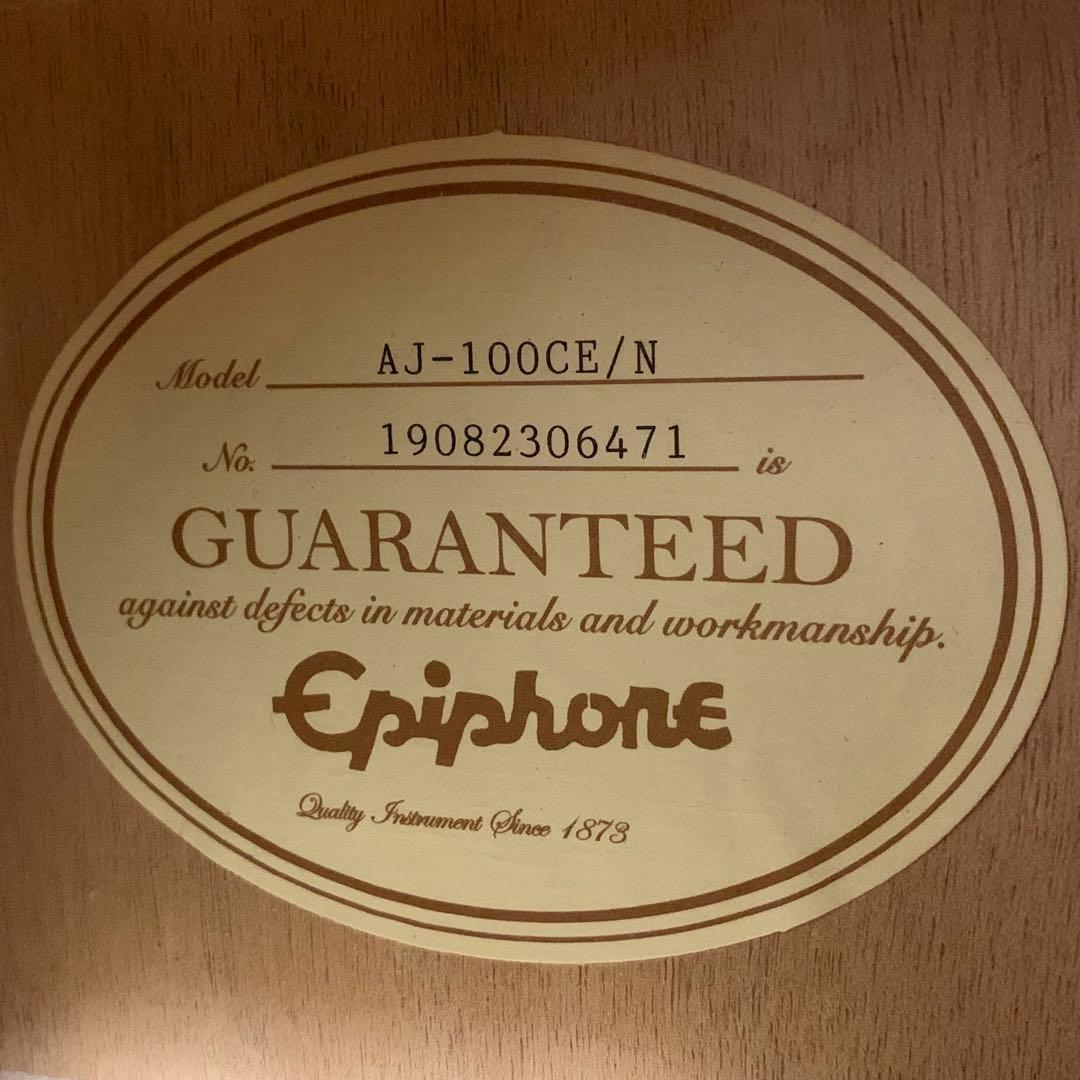 Model AJ-100CE/N
No. 19082306471 is
GUARANTEED
against defects in materials and workmanship.
Epiphone
Quality Instrument Since 1873